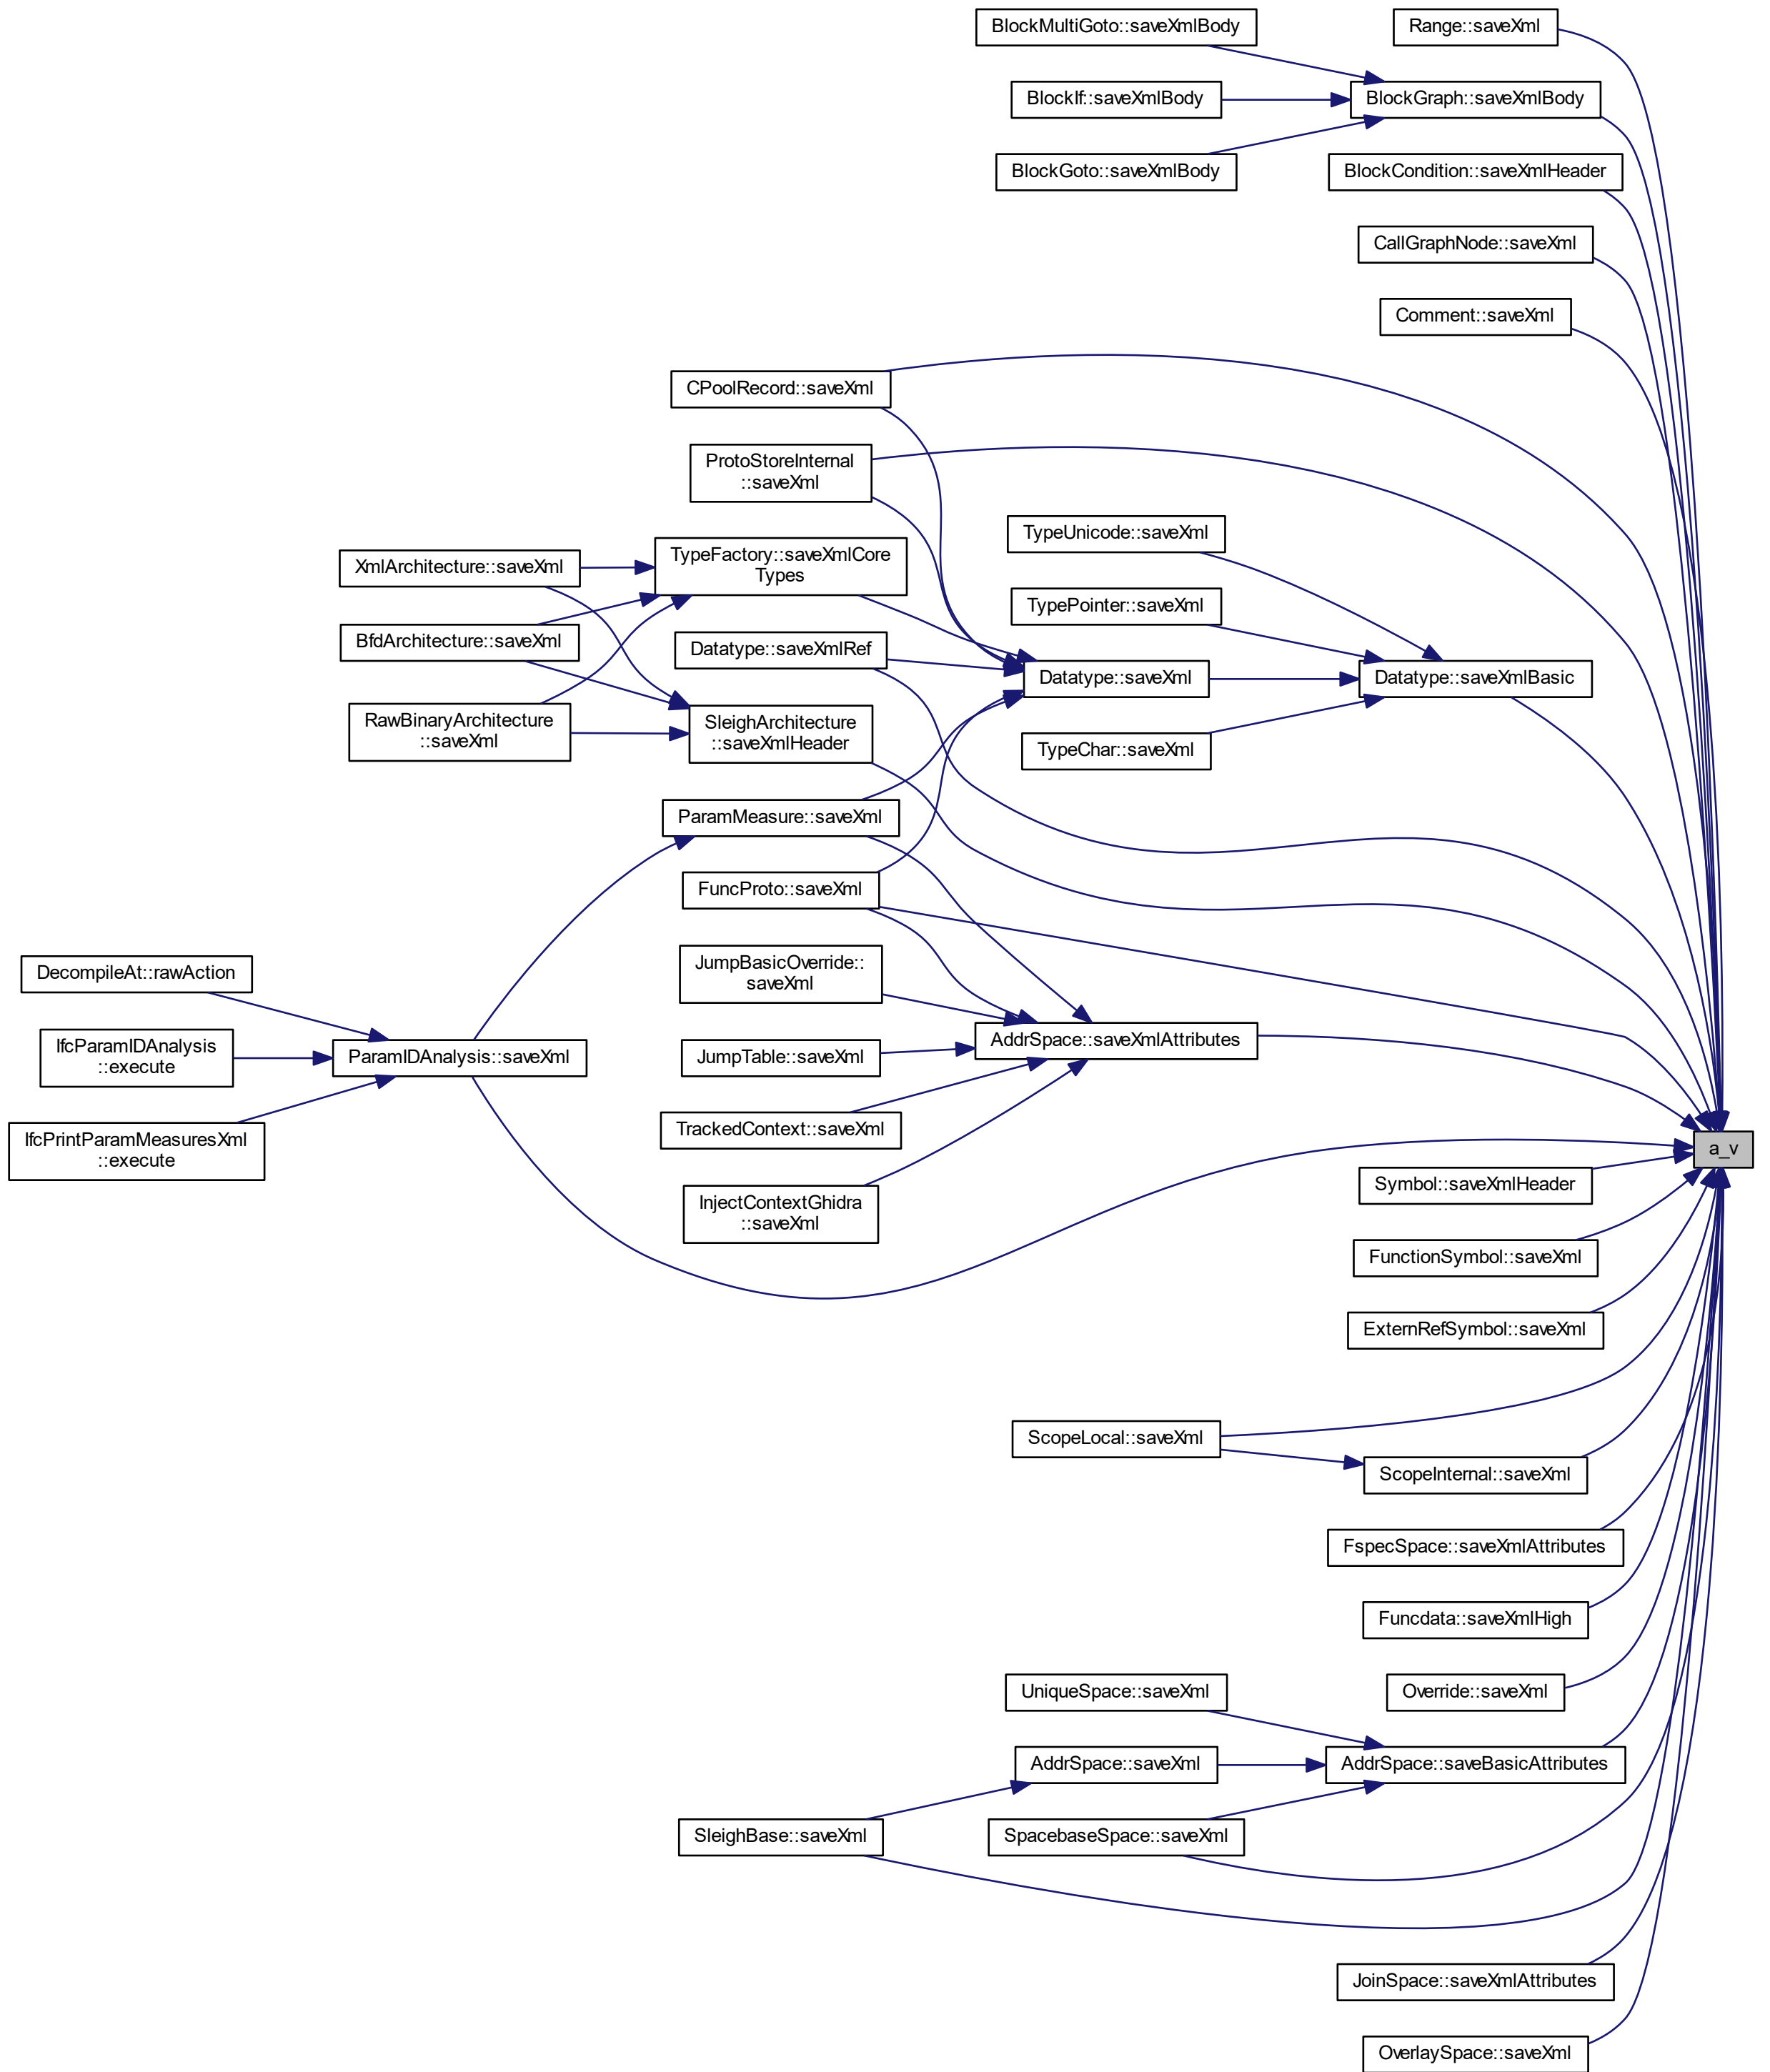 BlockMultiGoto::saveXmlBody
Range::saveXml
BlockIf::saveXmlBody
BlockGraph::saveXmlBody
BlockGoto::saveXmlBody
BlockCondition::saveXmlHeader
CallGraphNode::saveXml
Comment::saveXml
CPoolRecord::saveXml
ProtoStoreInternal
::saveXml
TypeUnicode::saveXml
XmlArchitecture::saveXml
TypeFactory::saveXmlCore
Types
TypePointer::saveXml
BfdArchitecture::saveXml
Datatype::saveXmlRef
Datatype::saveXml
Datatype::saveXmlBasic
RawBinaryArchitecture
::saveXml
SleighArchitecture
::saveXmlHeader
TypeChar::saveXml
ParamMeasure::saveXml
FuncProto::saveXml
DecompileAt::rawAction
JumpBasicOverride::
saveXml
IfcParamIDAnalysis
::execute
ParamIDAnalysis::saveXml
JumpTable::saveXml
AddrSpace::saveXmlAttributes
IfcPrintParamMeasuresXml
::execute
TrackedContext::saveXml
a_v
InjectContextGhidra
::saveXml
Symbol::saveXmlHeader
FunctionSymbol::saveXml
ExternRefSymbol::saveXml
ScopeLocal::saveXml
ScopeInternal::saveXml
FspecSpace::saveXmlAttributes
Funcdata::saveXmlHigh
UniqueSpace::saveXml
Override::saveXml
AddrSpace::saveXml
AddrSpace::saveBasicAttributes
SleighBase::saveXml
SpacebaseSpace::saveXml
JoinSpace::saveXmlAttributes
OverlaySpace::saveXml